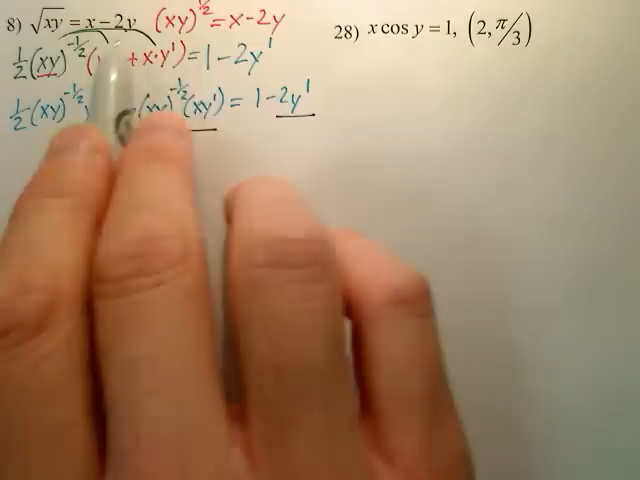 8) √xy = x − 2y (xy)^½ = x − 2y
½(xy)^-½( + x·y') = 1 − 2y'
½(xy)^-½ (xy)^-½(xy') = 1 − 2y'
28) x cos y = 1, (2, π/3)